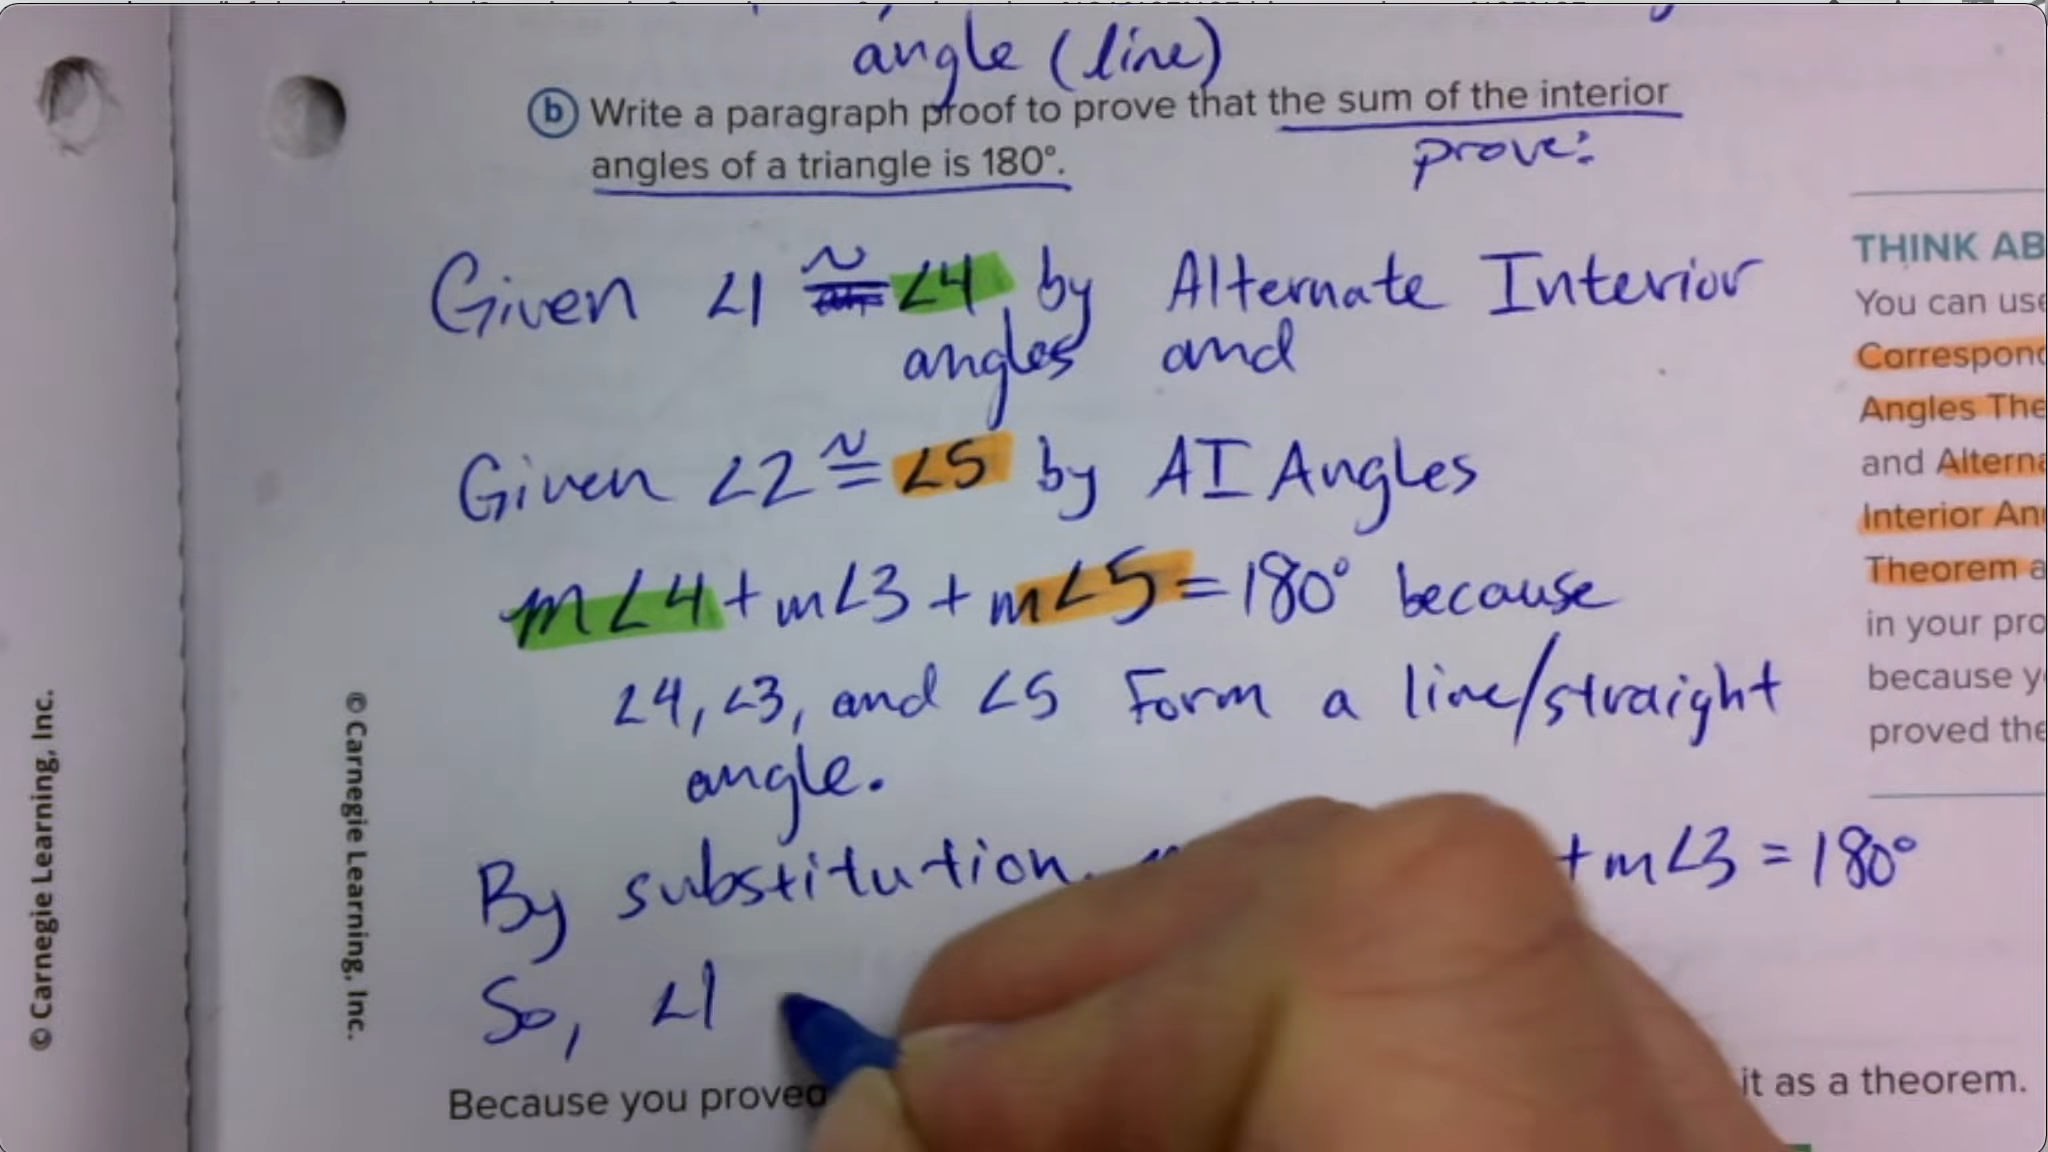 angle (line)
b Write a paragraph proof to prove that the sum of the interior
angles of a triangle is 180°.
prove:
Given ∠1 ≅ ∠4 by Alternate Interior
angles and
Given ∠2 ≅ ∠5 by AI Angles
m∠4 + m∠3 + m∠5 = 180° because
∠4, ∠3, and ∠5 Form a line/straight
angle.
By substitution, + m∠3 = 180°
So, ∠1
Because you proved
it as a theorem.
THINK AB
You can use
Correspond
Angles The
and Alterna
Interior An
Theorem a
in your pro
because y
proved the
© Carnegie Learning, Inc.
© Carnegie Learning, Inc.